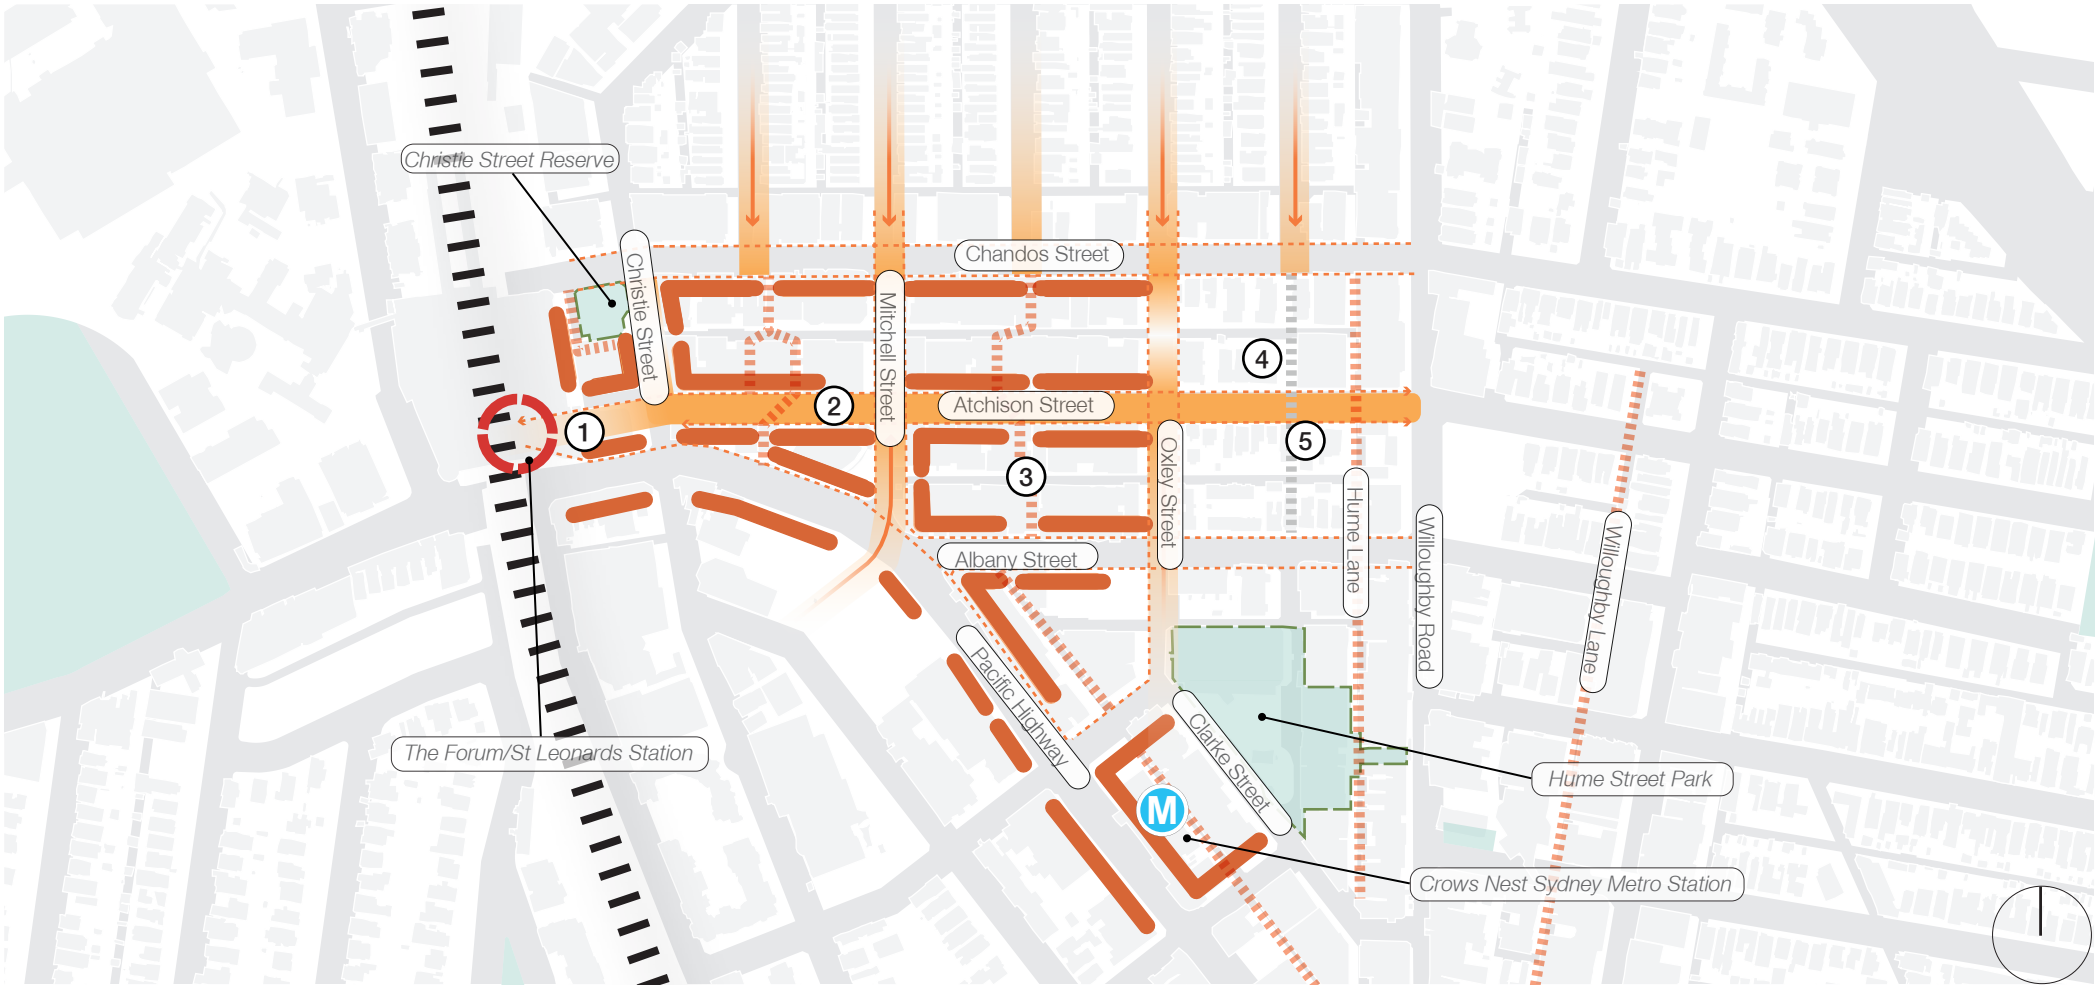 Christie Street Reserve
Chandos Street
Christie Street
Mitchell Street
4
2
Atchison Street
1
5
3
Oxley Street
Hume Lane
Willoughby Road
Willoughby Lane
Albany Street
Pacific Highway
Clarke Street
The Forum/St Leonards Station
Hume Street Park
M
Crows Nest Sydney Metro Station